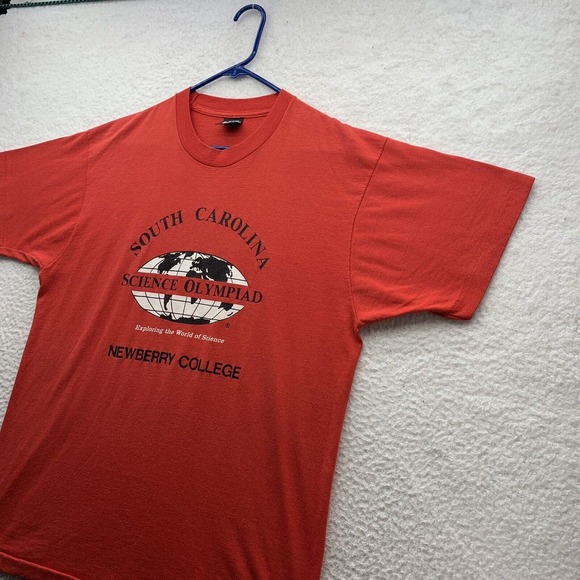 SOUTH CAROLINA
SCIENCE OLYMPIAD
®
Exploring the World of Science
NEWBERRY COLLEGE